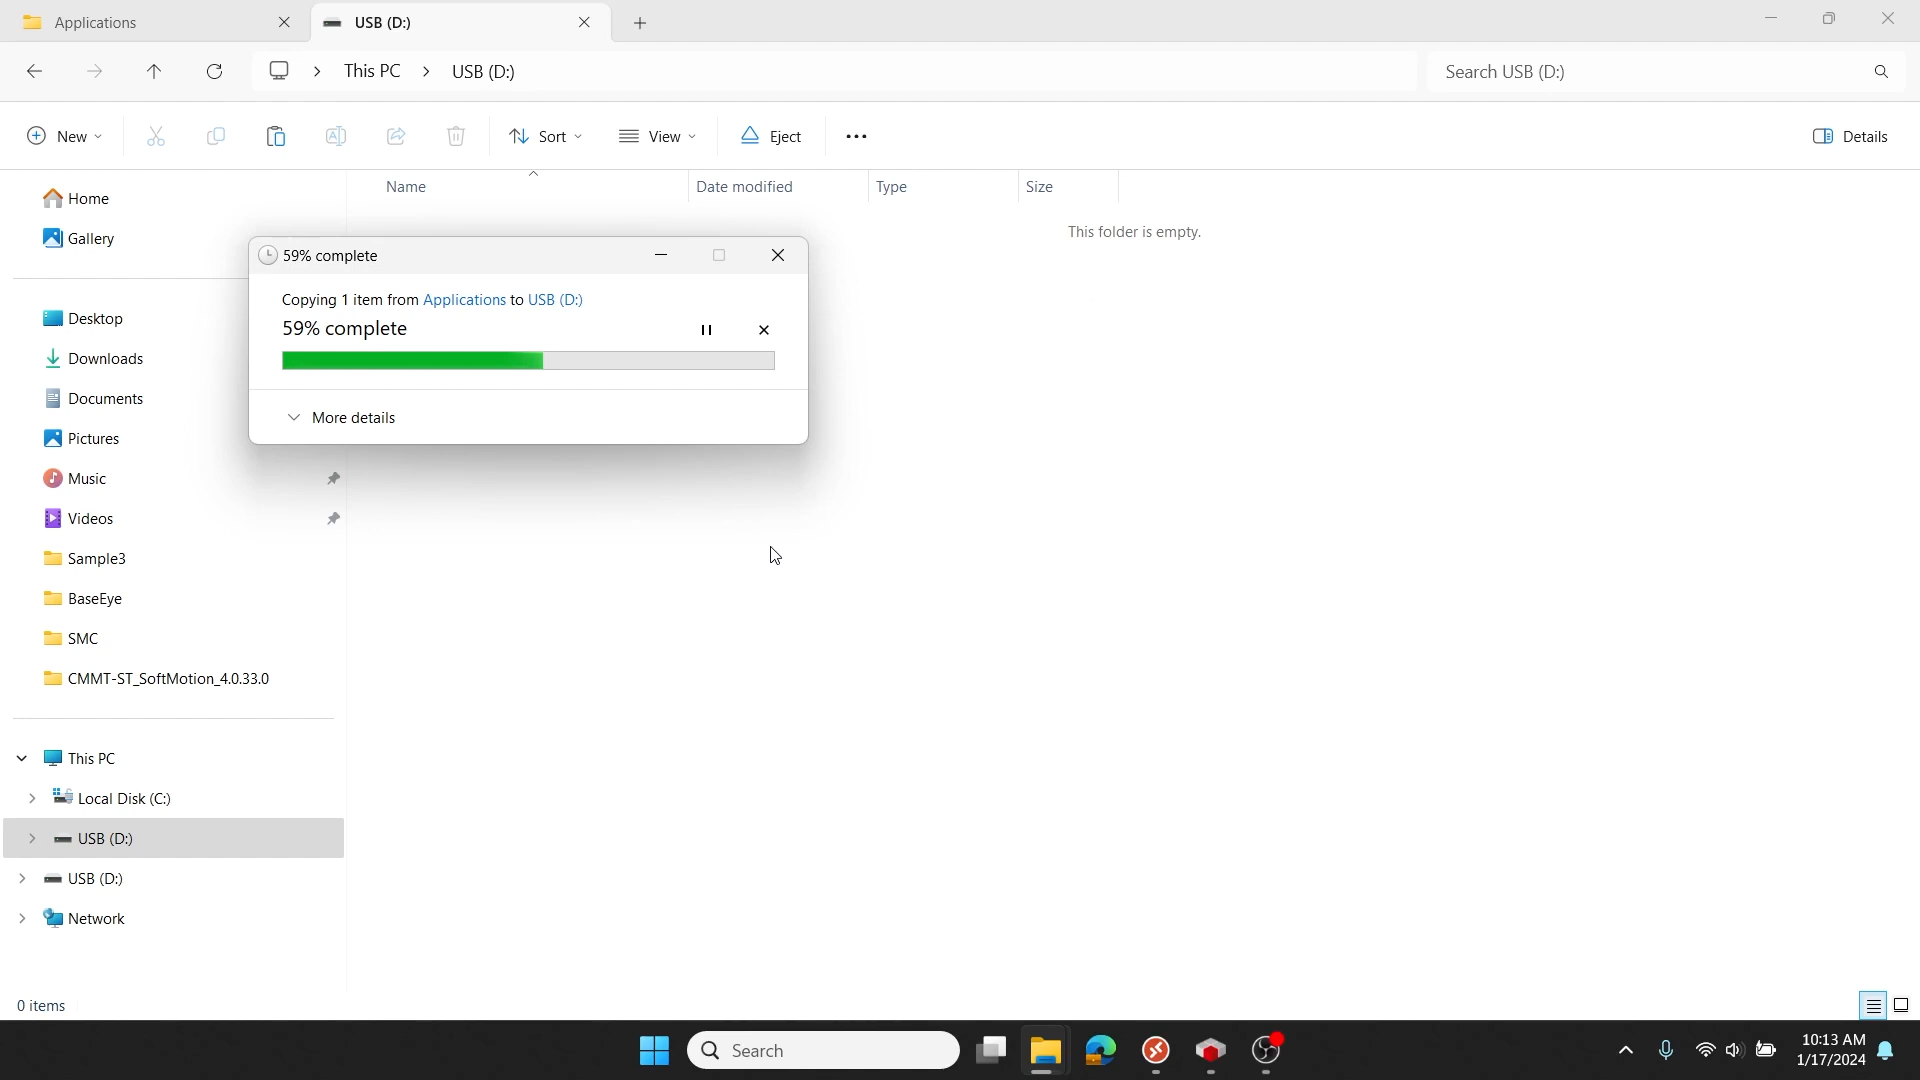 Applications
USB (D:)
This PC
USB (D:)
Search USB (D:)
New
Sort
View
Eject
Details
Name
Date modified
Type
Size
This folder is empty.
Home
Gallery
59% complete
Copying 1 item from Applications to USB (D:)
59% complete
More details
Desktop
Downloads
Documents
Pictures
Music
Videos
Sample3
BaseEye
SMC
CMMT-ST_SoftMotion_4.0.33.0
This PC
Local Disk (C:)
USB (D:)
USB (D:)
Network
0 items
Search
10:13 AM
1/17/2024